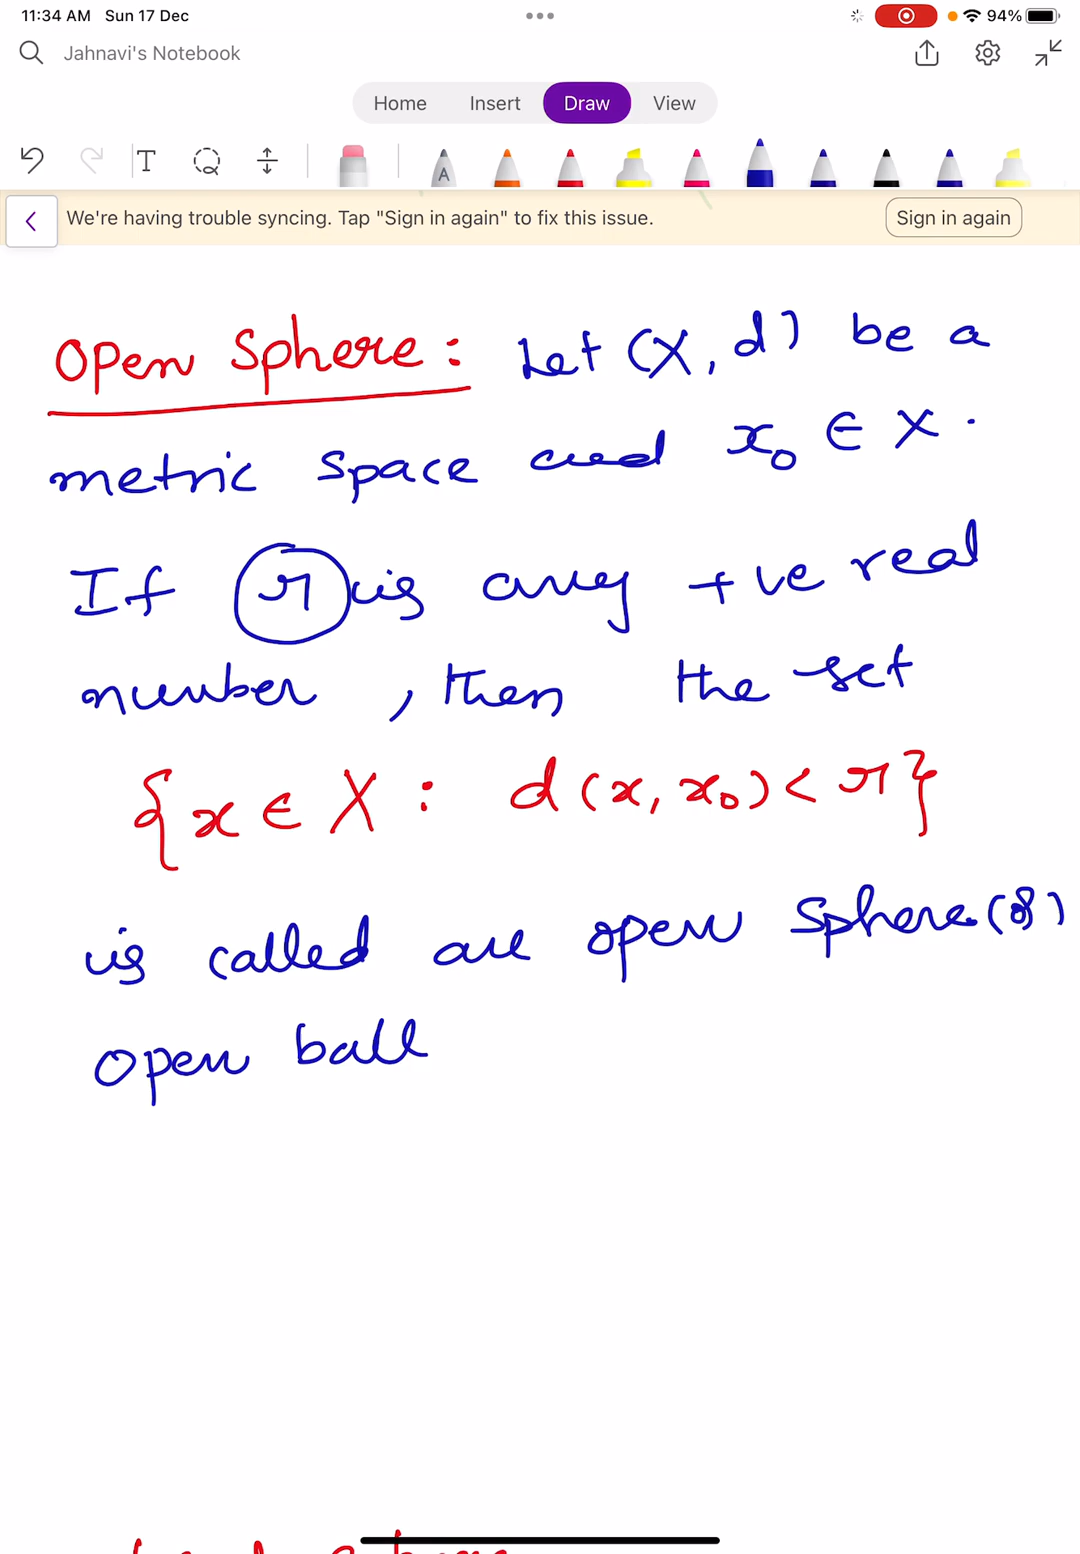 11:34 AM Sun 17 Dec
94%
Jahnavi's Notebook
Home Insert Draw View
T
A
We're having trouble syncing. Tap "Sign in again" to fix this issue. Sign in again
Open Sphere: Let (X, d) be a
metric space and x₀ ∈ X.
If r is any +ve real
number, then the set
{x ∈ X : d(x, x₀) < r}
is called an open sphere (or)
open ball